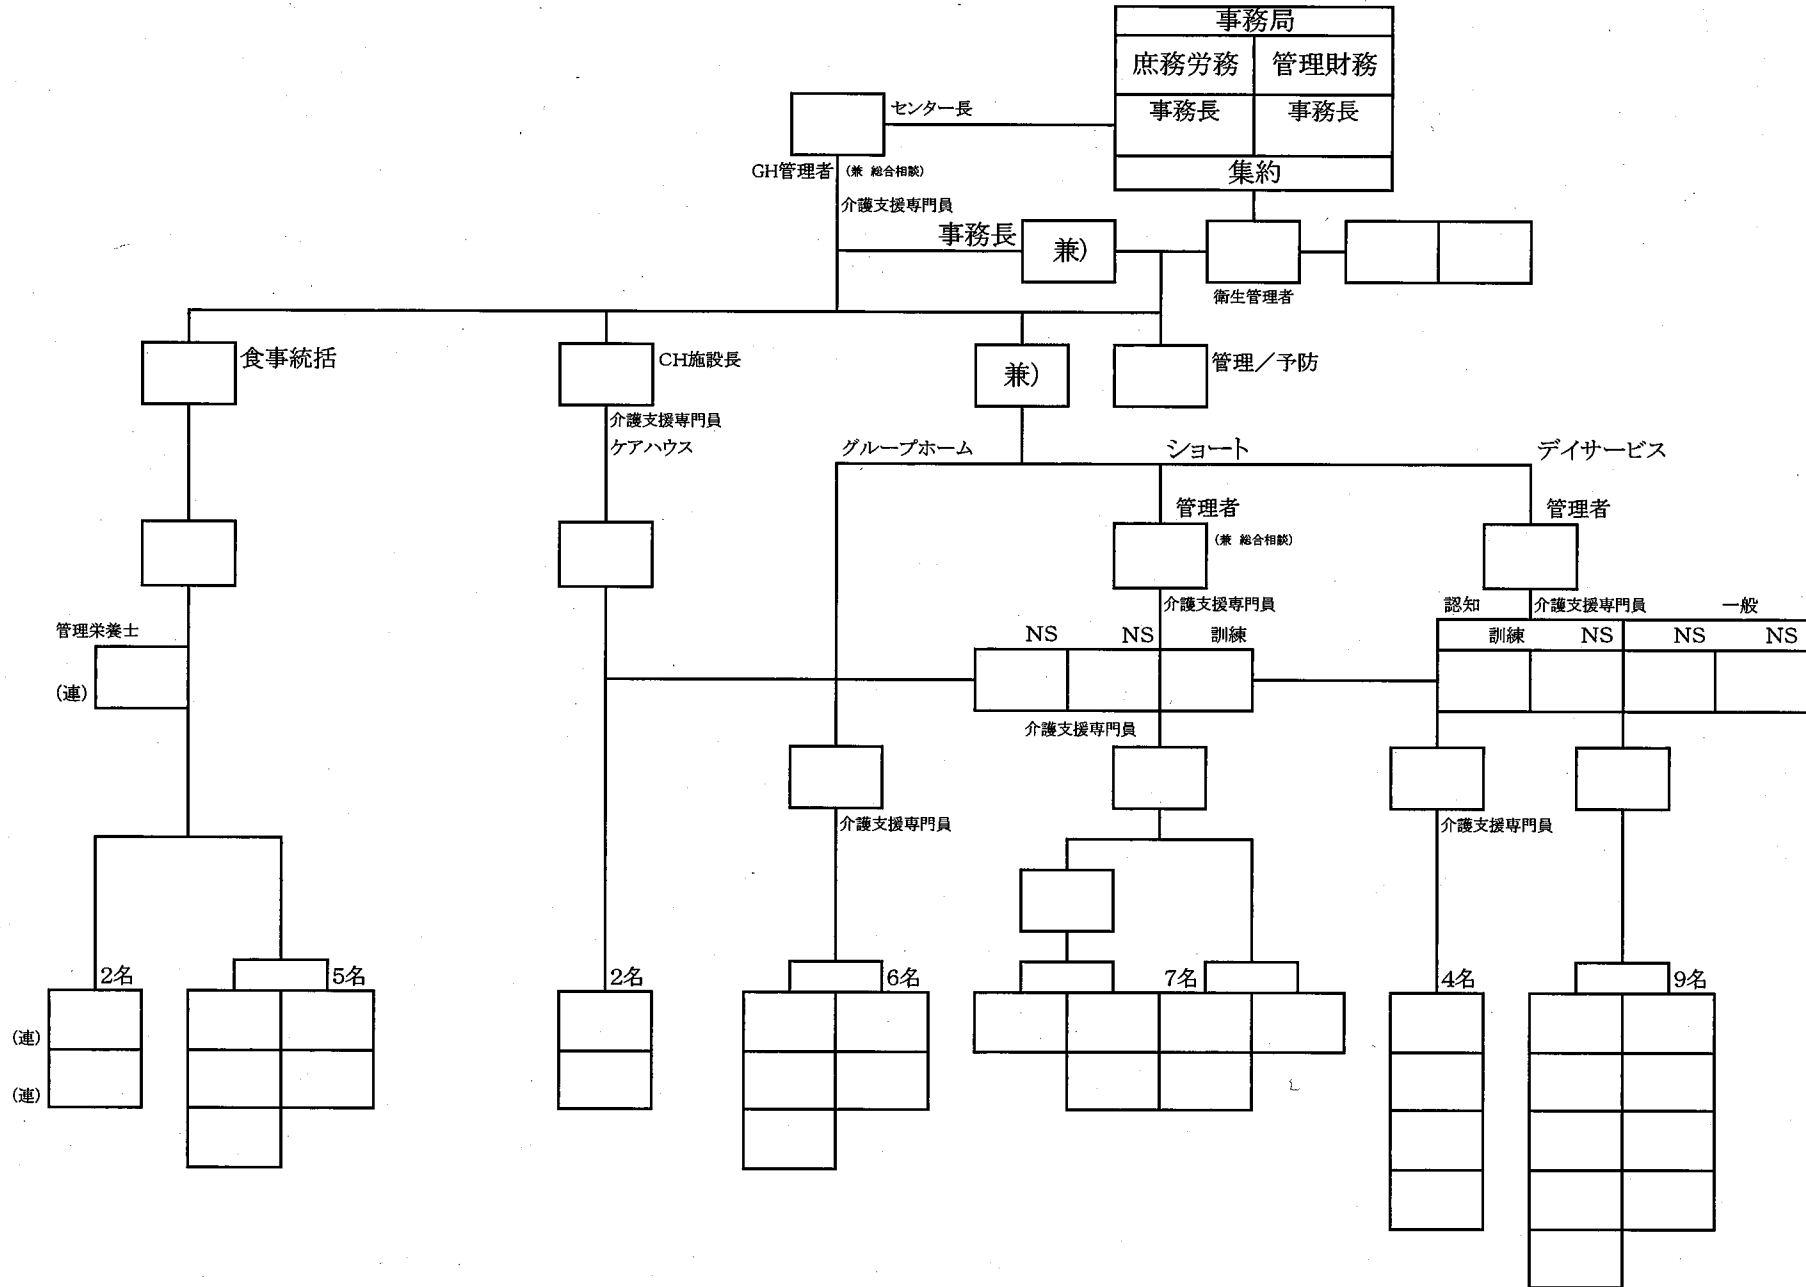 事務局
庶務労務 管理財務
事務長 事務長
集約
センター長
GH管理者 (兼 総合相談)
介護支援専門員
事務長 兼)
衛生管理者
食事統括
CH施設長
兼)
管理／予防
介護支援専門員
ケアハウス
グループホーム ショート デイサービス
管理者 管理者
(兼 総合相談)
介護支援専門員
認知 介護支援専門員 一般
管理栄養士
NS NS 訓練
訓練 NS NS NS
(連)
介護支援専門員
介護支援専門員
介護支援専門員
2名 5名 2名 6名 7名 4名 9名
(連)
(連)